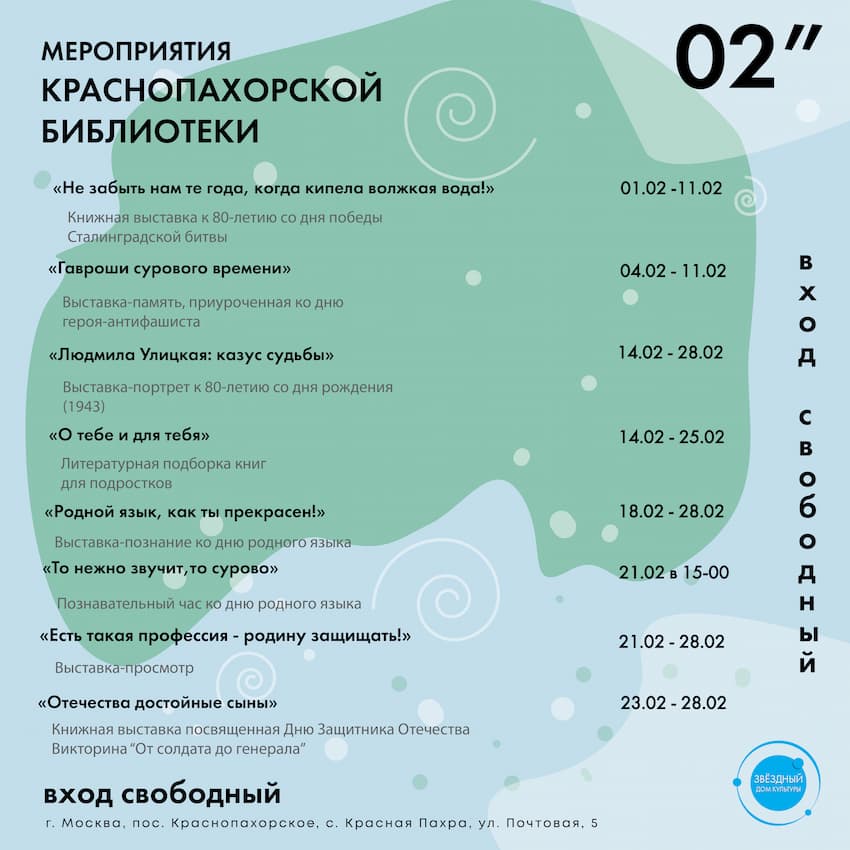 МЕРОПРИЯТИЯ
КРАСНОПАХОРСКОЙ
БИБЛИОТЕКИ
02”
«Не забыть нам те года, когда кипела волжкая вода!»
01.02 -11.02
Книжная выставка к 80-летию со дня победы
Сталинградской битвы
«Гавроши сурового времени»
04.02 - 11.02
Выставка-память, приуроченная ко дню
героя-антифашиста
«Людмила Улицкая: казус судьбы»
14.02 - 28.02
Выставка-портрет к 80-летию со дня рождения
(1943)
«О тебе и для тебя»
14.02 - 25.02
Литературная подборка книг
для подростков
«Родной язык, как ты прекрасен!»
18.02 - 28.02
Выставка-познание ко дню родного языка
«То нежно звучит,то сурово»
21.02 в 15-00
Познавательный час ко дню родного языка
«Есть такая профессия - родину защищать!»
21.02 - 28.02
Выставка-просмотр
«Отечества достойные сыны»
23.02 - 28.02
Книжная выставка посвященная Дню Защитника Отечества
Викторина “От солдата до генерала”
вход свободный
г. Москва, пос. Краснопахорское, с. Красная Пахра, ул. Почтовая, 5
вход свободный
ЗВЁЗДНЫЙ
ДОМ КУЛЬТУРЫ